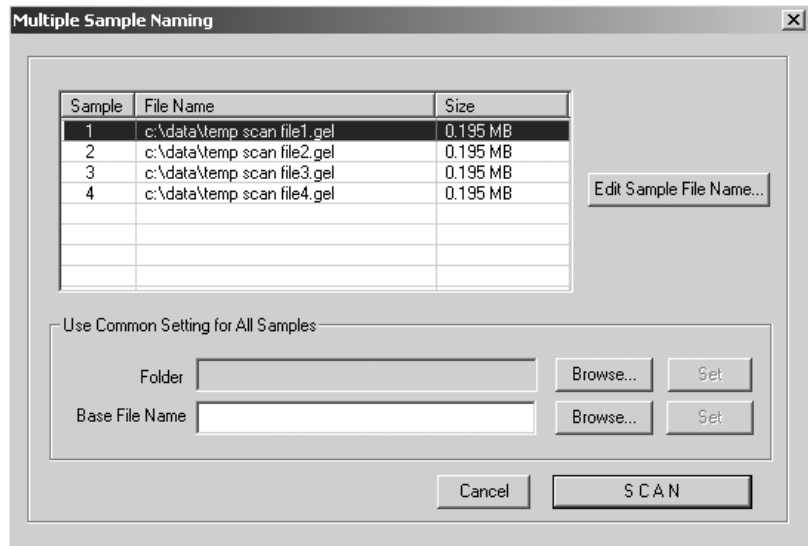 Multiple Sample Naming
Sample File Name Size
1 c:\data\temp scan file1.gel 0.195 MB
2 c:\data\temp scan file2.gel 0.195 MB
3 c:\data\temp scan file3.gel 0.195 MB
4 c:\data\temp scan file4.gel 0.195 MB
Edit Sample File Name...
Use Common Setting for All Samples
Folder Browse... Set
Base File Name Browse... Set
Cancel SCAN